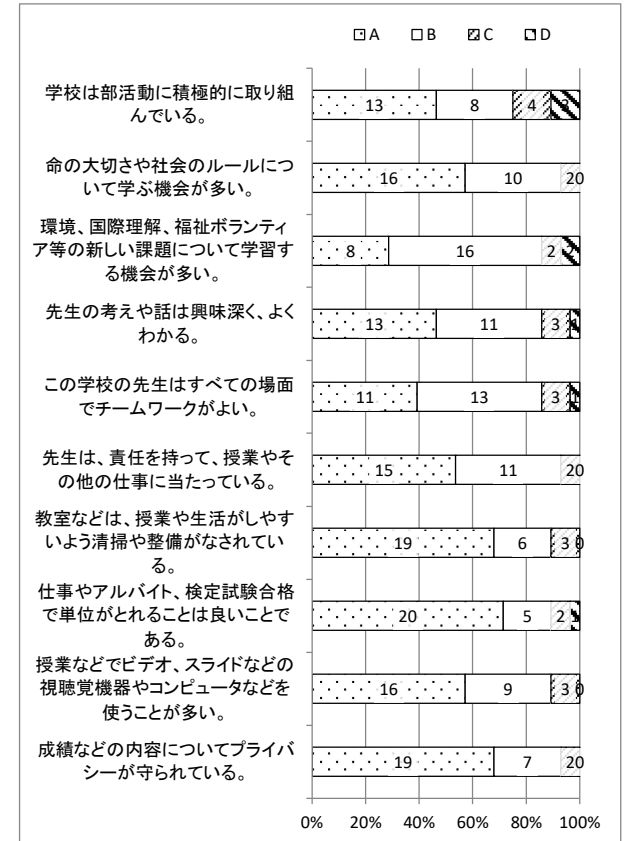 A B C D
学校は部活動に積極的に取り組
んでいる。
13 8 4 3
命の大切さや社会のルールにつ
いて学ぶ機会が多い。
16 10 2 0
環境、国際理解、福祉ボランティ
ア等の新しい課題について学習す
る機会が多い。
8 16 2 2
先生の考えや話は興味深く、よく
わかる。
13 11 3 1
この学校の先生はすべての場面
でチームワークがよい。
11 13 3 1
先生は、責任を持って、授業やそ
の他の仕事に当たっている。
15 11 2 0
教室などは、授業や生活がしやす
いよう清掃や整備がなされてい
る。
19 6 3 0
仕事やアルバイト、検定試験合格
で単位がとれることは良いことで
ある。
20 5 2 1
授業などでビデオ、スライドなどの
視聴覚機器やコンピュータなどを
使うことが多い。
16 9 3 0
成績などの内容についてプライバ
シーが守られている。
19 7 2 0
0% 20% 40% 60% 80% 100%